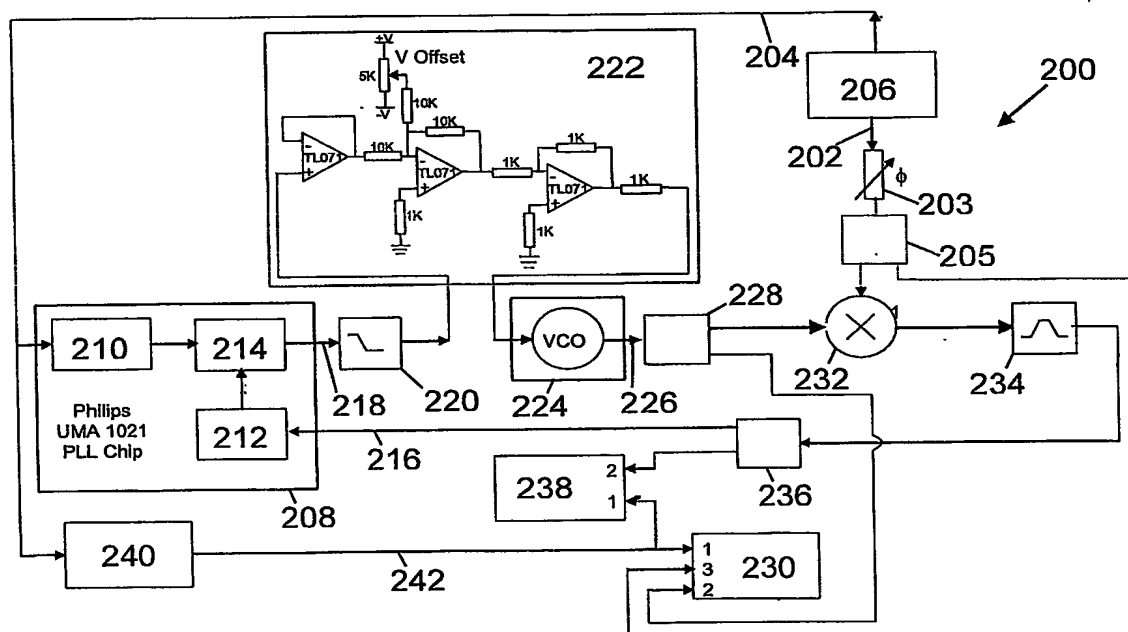 204
+V
V Offset
5K
-V
10K
222
206
200
202
ϕ
203
205
10K
10K
TL071
-
+
TL071
-
+
1K
1K
1K
TL071
-
+
1K
1K
210
214
218
220
Philips
UMA 1021
PLL Chip
212
208
VCO
224
226
228
232
234
216
236
238
2
1
240
242
230
1
3
2